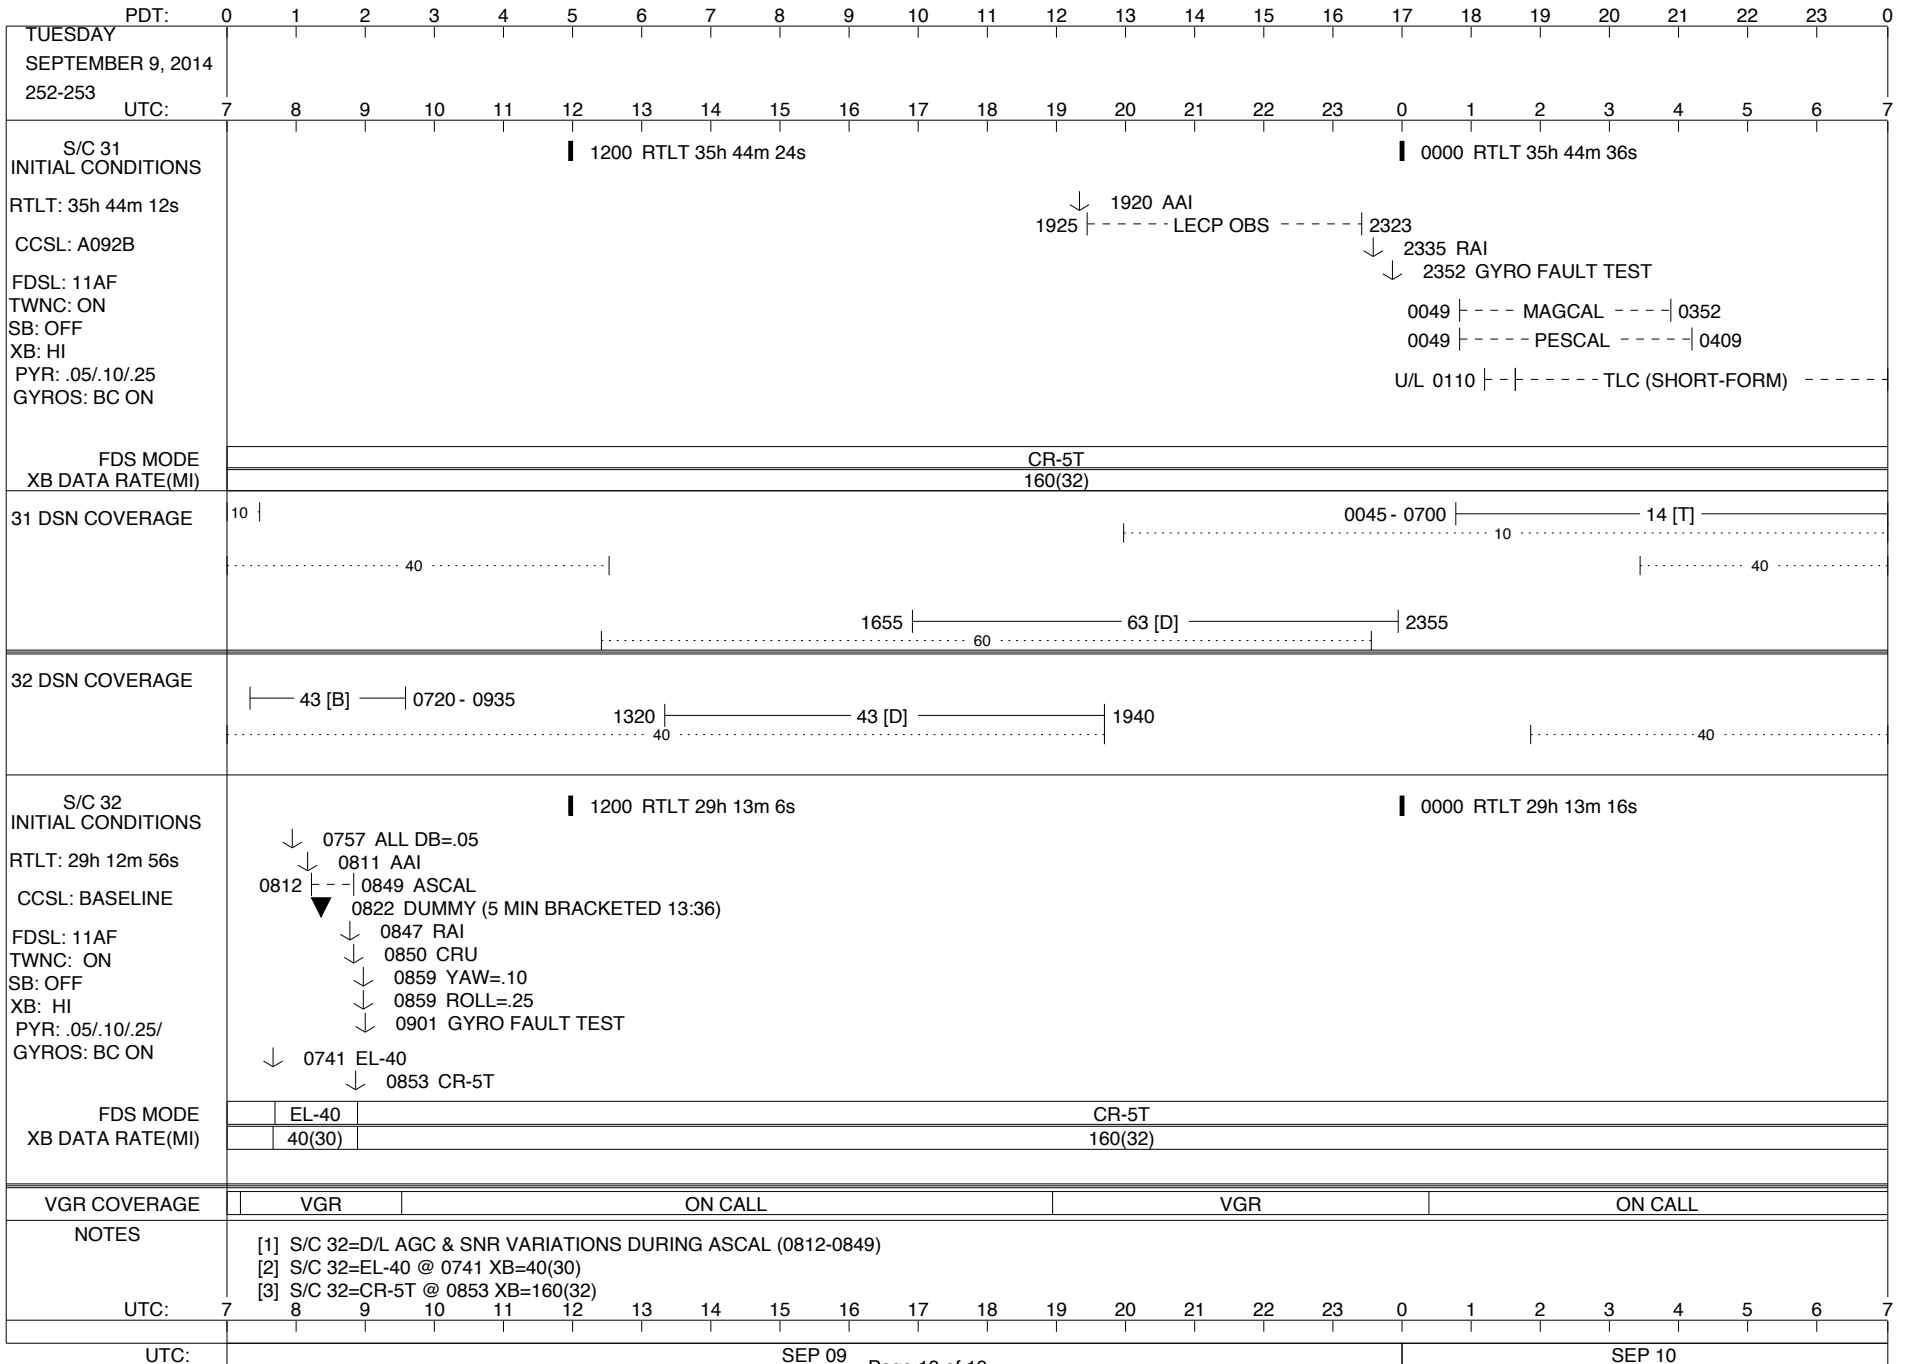 PDT: 0 1 2 3 4 5 6 7 8 9 10 11 12 13 14 15 16 17 18 19 20 21 22 23 0
TUESDAY
SEPTEMBER 9, 2014
252-253
UTC: 7 8 9 10 11 12 13 14 15 16 17 18 19 20 21 22 23 0 1 2 3 4 5 6 7
S/C 31
INITIAL CONDITIONS
RTLT: 35h 44m 12s
CCSL: A092B
FDSL: 11AF
TWNC: ON
SB: OFF
XB: HI
PYR: .05/.10/.25
GYROS: BC ON
1200 RTLT 35h 44m 24s
0000 RTLT 35h 44m 36s
1920 AAI
1925 LECP OBS 2323
2335 RAI
2352 GYRO FAULT TEST
0049 MAGCAL 0352
0049 PESCAL 0409
U/L 0110 TLC (SHORT-FORM)
FDS MODE CR-5T
XB DATA RATE(MI) 160(32)
31 DSN COVERAGE
10
0045 - 0700 14 [T]
10
40
40
1655 63 [D] 2355
60
32 DSN COVERAGE
43 [B] 0720 - 0935
1320 43 [D] 1940
40
40
S/C 32
INITIAL CONDITIONS
RTLT: 29h 12m 56s
CCSL: BASELINE
FDSL: 11AF
TWNC: ON
SB: OFF
XB: HI
PYR: .05/.10/.25/
GYROS: BC ON
1200 RTLT 29h 13m 6s
0000 RTLT 29h 13m 16s
0757 ALL DB=.05
0811 AAI
0812 0849 ASCAL
0822 DUMMY (5 MIN BRACKETED 13:36)
0847 RAI
0850 CRU
0859 YAW=.10
0859 ROLL=.25
0901 GYRO FAULT TEST
0741 EL-40
0853 CR-5T
FDS MODE EL-40 CR-5T
XB DATA RATE(MI) 40(30) 160(32)
VGR COVERAGE VGR ON CALL VGR ON CALL
NOTES
[1] S/C 32=D/L AGC & SNR VARIATIONS DURING ASCAL (0812-0849)
[2] S/C 32=EL-40 @ 0741 XB=40(30)
[3] S/C 32=CR-5T @ 0853 XB=160(32)
UTC: 7 8 9 10 11 12 13 14 15 16 17 18 19 20 21 22 23 0 1 2 3 4 5 6 7
UTC: SEP 09 SEP 10